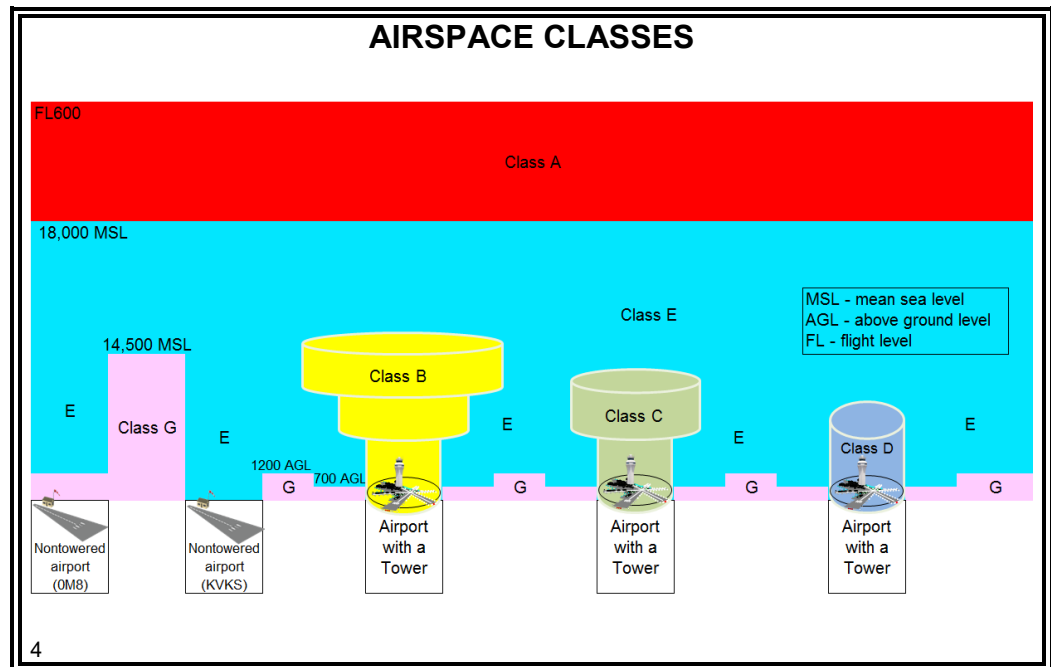 AIRSPACE CLASSES
FL600
Class A
18,000 MSL
MSL - mean sea level
AGL - above ground level
FL - flight level
Class E
14,500 MSL
Class B
E
Class G
E
Class C
E
E
E
Class D
1200 AGL
700 AGL
G
G
G
G
Nontowered
airport
(0M8)
Nontowered
airport
(KVKS)
Airport
with a
Tower
Airport
with a
Tower
Airport
with a
Tower
4